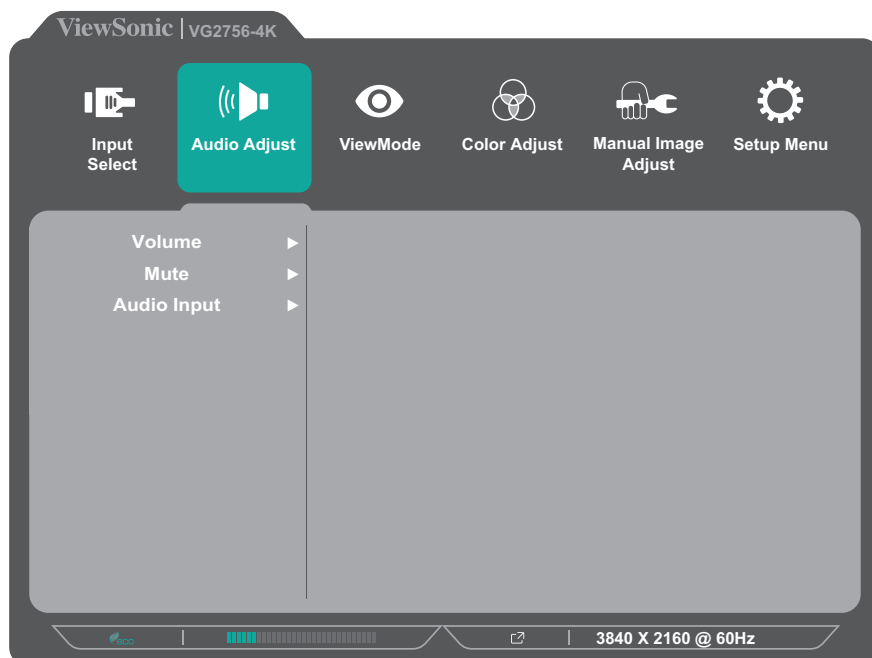 ViewSonic | VG2756-4K
Input
Select
Audio Adjust
ViewMode
Color Adjust
Manual Image
Adjust
Setup Menu
Volume
Mute
Audio Input
eco
3840 X 2160 @ 60Hz